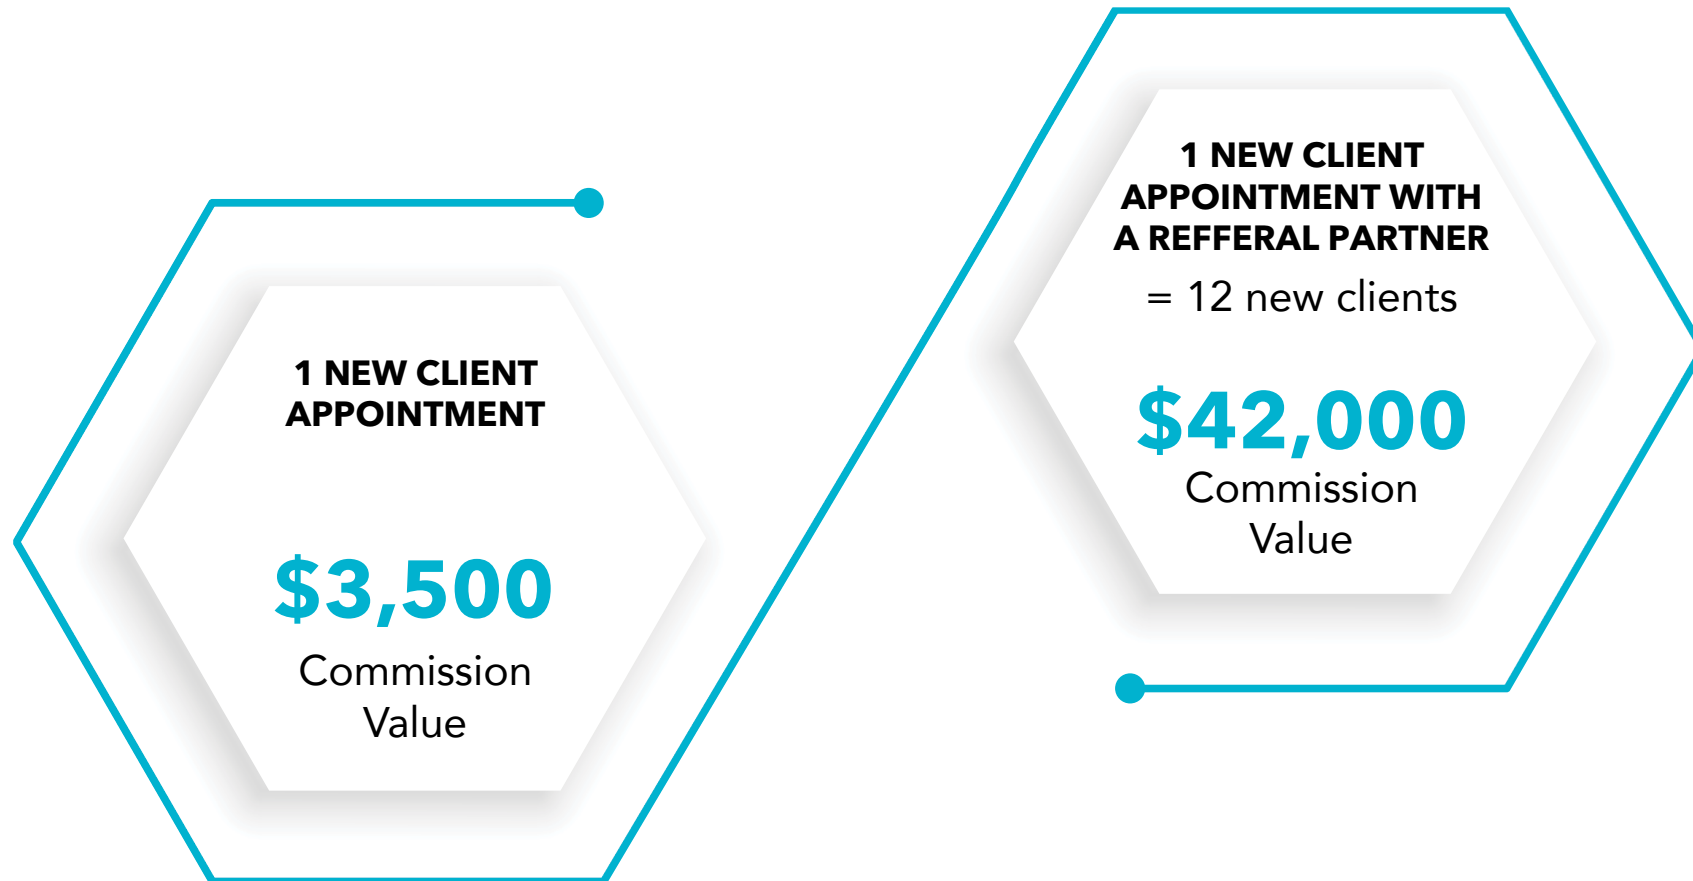 1 NEW CLIENT
APPOINTMENT
$3,500
Commission
Value
1 NEW CLIENT
APPOINTMENT WITH
A REFFERAL PARTNER
= 12 new clients
$42,000
Commission
Value